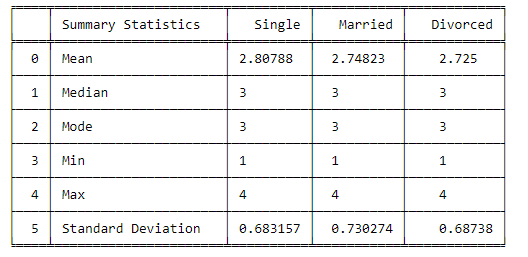 Summary Statistics Single Married Divorced
0 Mean 2.80788 2.74823 2.725
1 Median 3 3 3
2 Mode 3 3 3
3 Min 1 1 1
4 Max 4 4 4
5 Standard Deviation 0.683157 0.730274 0.68738